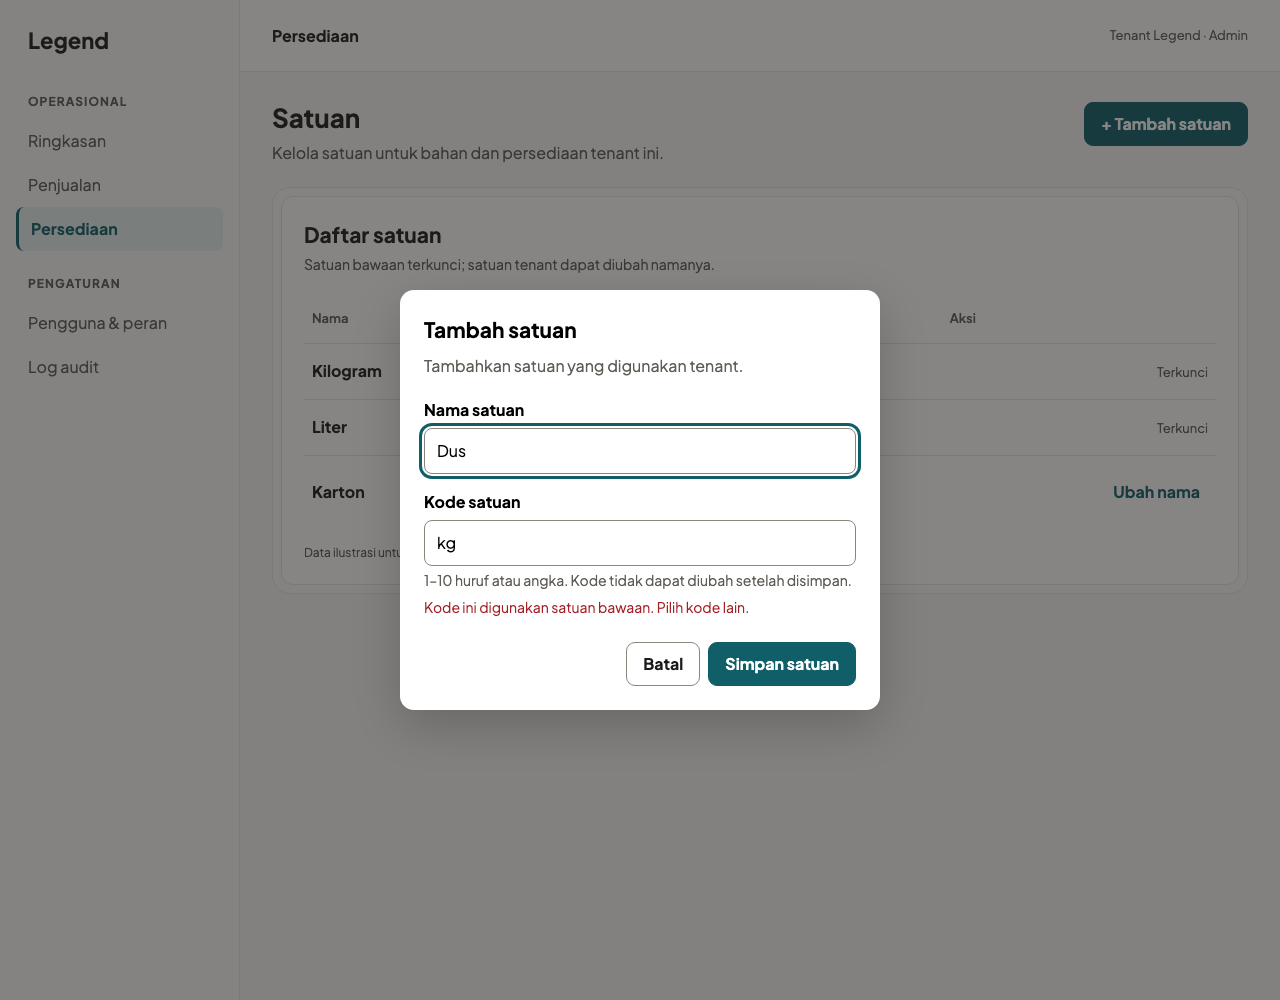 Legend
OPERASIONAL
Ringkasan
Penjualan
Persediaan
PENGATURAN
Pengguna & peran
Log audit
Persediaan
Tenant Legend · Admin
Satuan
Kelola satuan untuk bahan dan persediaan tenant ini.
+ Tambah satuan
Daftar satuan
Satuan bawaan terkunci; satuan tenant dapat diubah namanya.
Nama
Aksi
Kilogram
Terkunci
Liter
Terkunci
Karton
Ubah nama
Data ilustrasi
Tambah satuan
Tambahkan satuan yang digunakan tenant.
Nama satuan
Dus
Kode satuan
kg
1–10 huruf atau angka. Kode tidak dapat diubah setelah disimpan.
Kode ini digunakan satuan bawaan. Pilih kode lain.
Batal
Simpan satuan